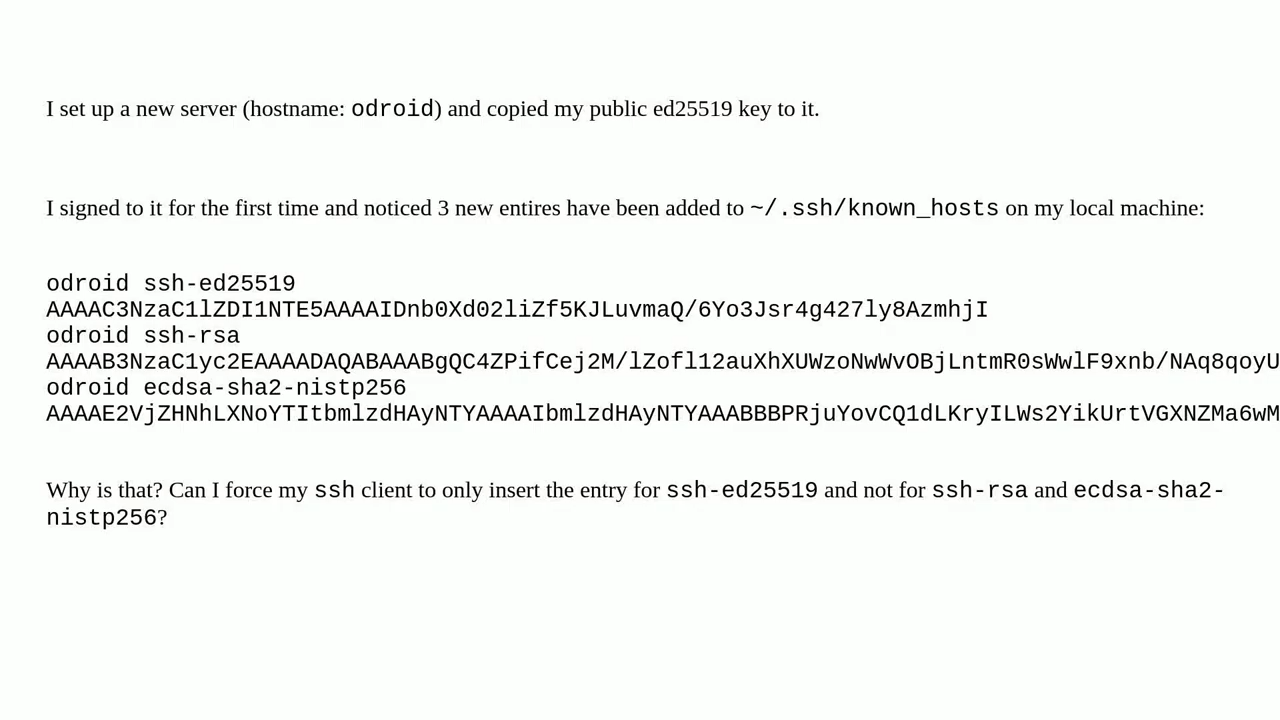 I set up a new server (hostname: odroid) and copied my public ed25519 key to it.
I signed to it for the first time and noticed 3 new entires have been added to ~/.ssh/known_hosts on my local machine:
odroid ssh-ed25519
AAAAC3NzaC1lZDI1NTE5AAAAIDnb0Xd02liZf5KJLuvmaQ/6Yo3Jsr4g427ly8AzmhjI
odroid ssh-rsa
AAAAB3NzaC1yc2EAAAADAQABAAABgQC4ZPifCej2M/lZofl12auXhXUWzoNwWvOBjLntmR0sWwlF9xnb/NAq8qoyU
odroid ecdsa-sha2-nistp256
AAAAE2VjZHNhLXNoYTItbmlzdHAyNTYAAAAIbmlzdHAyNTYAAABBBPRjuYovCQ1dLKryILWs2YikUrtVGXNZMa6wM
Why is that? Can I force my ssh client to only insert the entry for ssh-ed25519 and not for ssh-rsa and ecdsa-sha2-
nistp256?